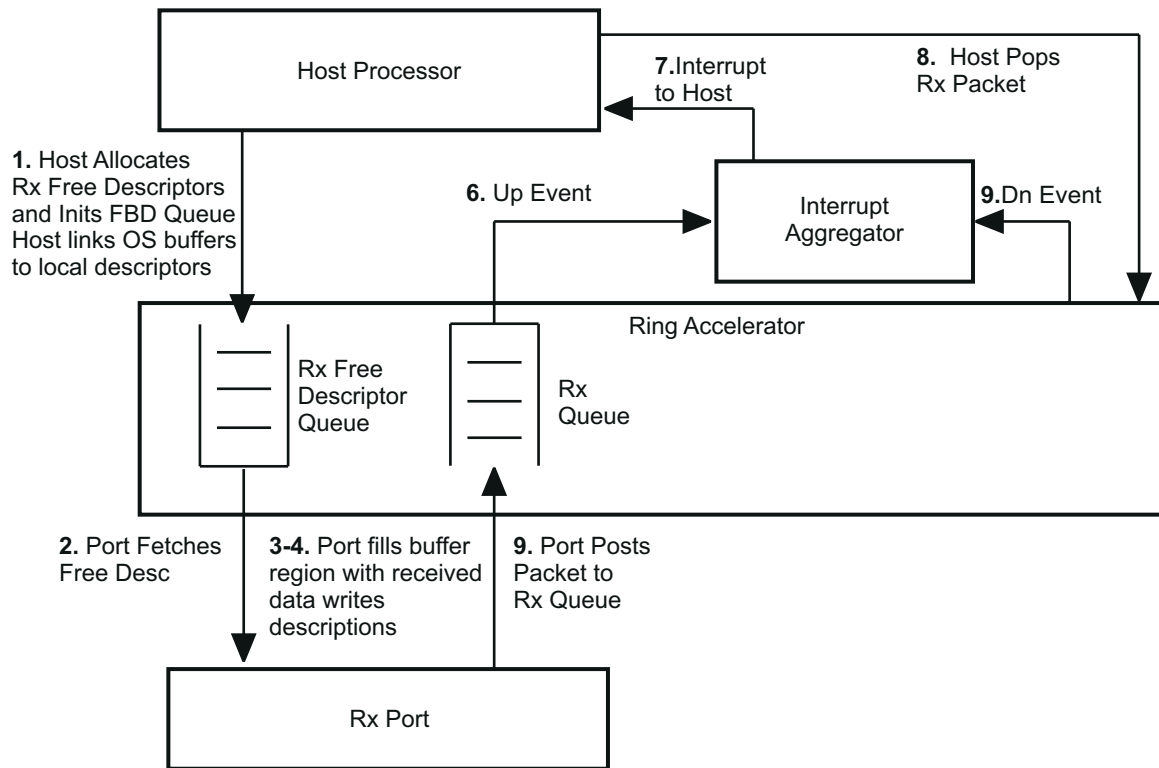 Host Processor
8. Host Pops
Rx Packet
7.Interrupt
to Host
1. Host Allocates
Rx Free Descriptors
and Inits FBD Queue
Host links OS buffers
to local descriptors
6. Up Event
Interrupt
Aggregator
9.Dn Event
Ring Accelerator
Rx Free
Descriptor
Queue
Rx
Queue
2. Port Fetches
Free Desc
3-4. Port fills buffer
region with received
data writes
descriptions
9. Port Posts
Packet to
Rx Queue
Rx Port